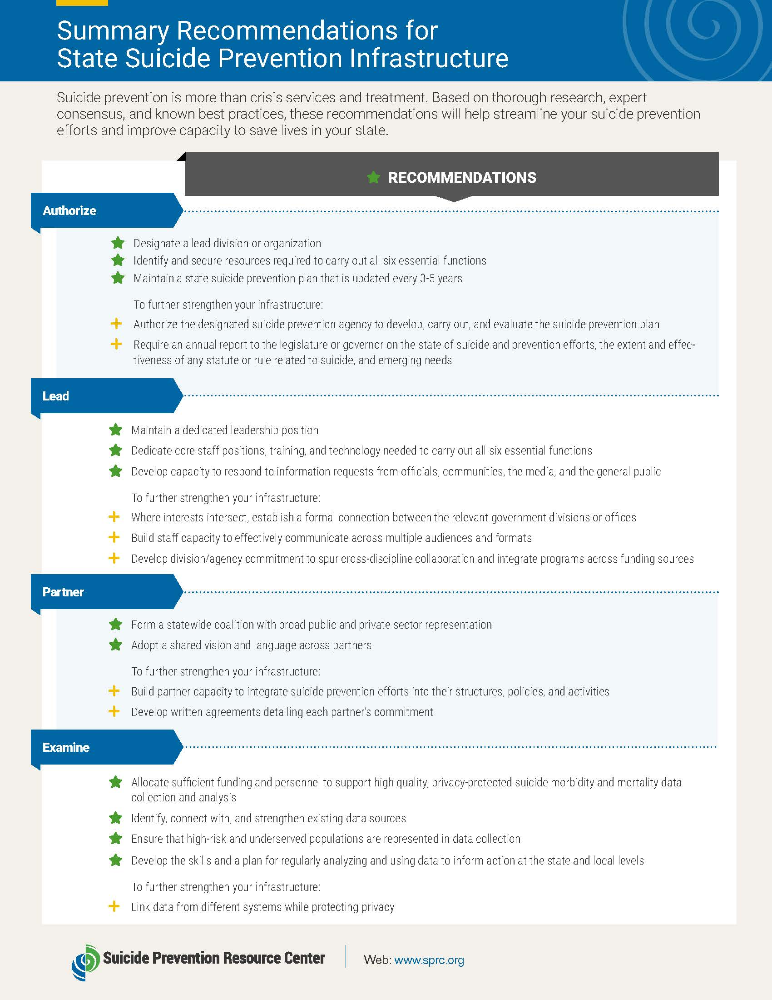 Summary Recommendations for
State Suicide Prevention Infrastructure
Suicide prevention is more than crisis services and treatment. Based on thorough research, expert
consensus, and known best practices, these recommendations will help streamline your suicide prevention
efforts and improve capacity to save lives in your state.
RECOMMENDATIONS
Authorize
Designate a lead division or organization
Identify and secure resources required to carry out all six essential functions
Maintain a state suicide prevention plan that is updated every 3-5 years
To further strengthen your infrastructure:
Authorize the designated suicide prevention agency to develop, carry out, and evaluate the suicide prevention plan
Require an annual report to the legislature or governor on the state of suicide and prevention efforts, the extent and effec-
tiveness of any statute or rule related to suicide, and emerging needs
Lead
Maintain a dedicated leadership position
Dedicate core staff positions, training, and technology needed to carry out all six essential functions
Develop capacity to respond to information requests from officials, communities, the media, and the general public
To further strengthen your infrastructure:
Where interests intersect, establish a formal connection between the relevant government divisions or offices
Build staff capacity to effectively communicate across multiple audiences and formats
Develop division/agency commitment to spur cross-discipline collaboration and integrate programs across funding sources
Partner
Form a statewide coalition with broad public and private sector representation
Adopt a shared vision and language across partners
To further strengthen your infrastructure:
Build partner capacity to integrate suicide prevention efforts into their structures, policies, and activities
Develop written agreements detailing each partner's commitment
Examine
Allocate sufficient funding and personnel to support high quality, privacy-protected suicide morbidity and mortality data
collection and analysis
Identify, connect with, and strengthen existing data sources
Ensure that high-risk and underserved populations are represented in data collection
Develop the skills and a plan for regularly analyzing and using data to inform action at the state and local levels
To further strengthen your infrastructure:
Link data from different systems while protecting privacy
Suicide Prevention Resource Center
Web: www.sprc.org